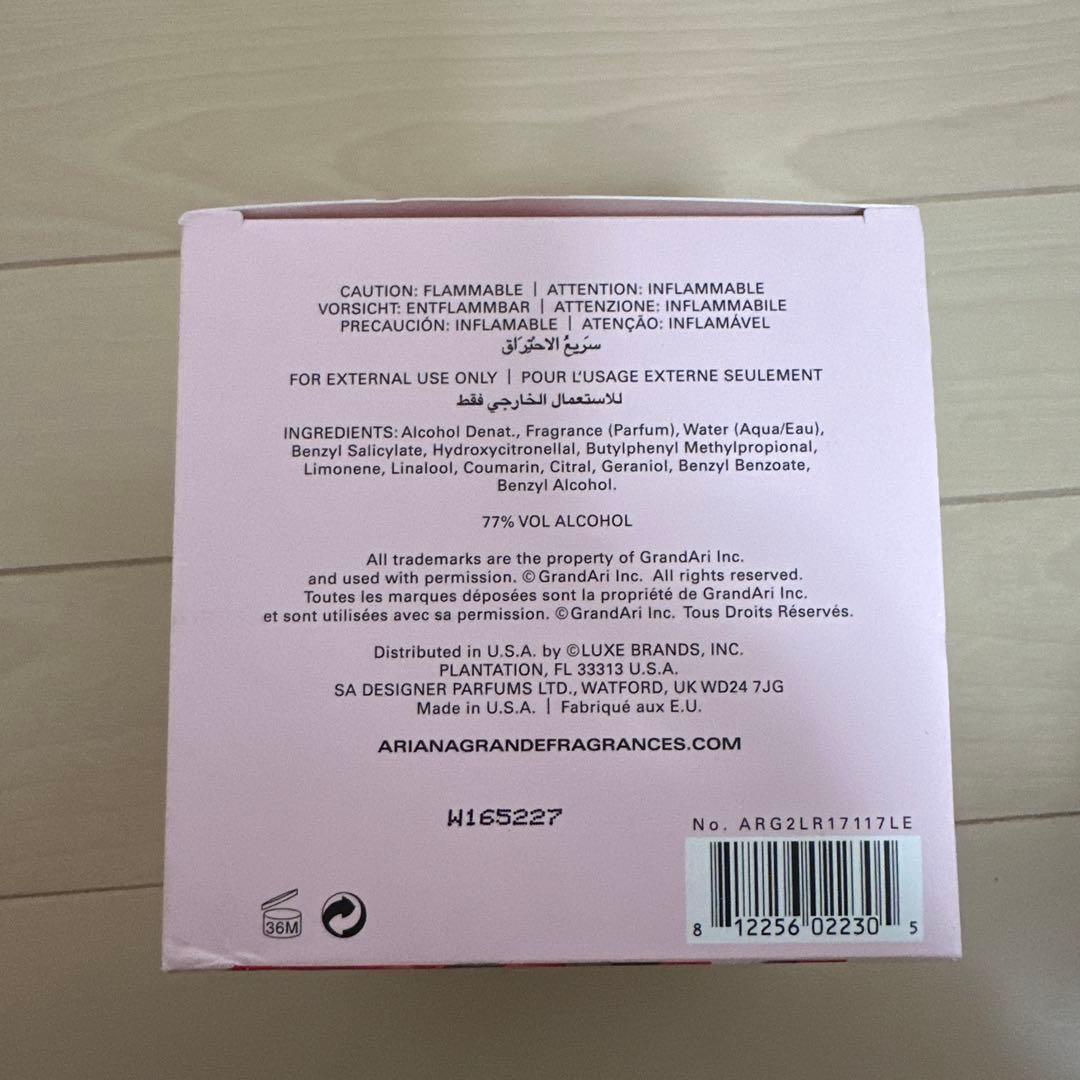 CAUTION: FLAMMABLE | ATTENTION: INFLAMMABLE
VORSICHT: ENTFLAMMBAR | ATTENZIONE: INFLAMMABILE
PRECAUCIÓN: INFLAMABLE | ATENÇÃO: INFLAMÁVEL
سَريعُ الاحتِرَاق
FOR EXTERNAL USE ONLY | POUR L'USAGE EXTERNE SEULEMENT
للاستعمال الخارجي فقط
INGREDIENTS: Alcohol Denat., Fragrance (Parfum), Water (Aqua/Eau),
Benzyl Salicylate, Hydroxycitronellal, Butylphenyl Methylpropional,
Limonene, Linalool, Coumarin, Citral, Geraniol, Benzyl Benzoate,
Benzyl Alcohol.
77% VOL ALCOHOL
All trademarks are the property of GrandAri Inc.
and used with permission. © GrandAri Inc. All rights reserved.
Toutes les marques déposées sont la propriété de GrandAri Inc.
et sont utilisées avec sa permission. ©GrandAri Inc. Tous Droits Réservés.
Distributed in U.S.A. by ©LUXE BRANDS, INC.
PLANTATION, FL 33313 U.S.A.
SA DESIGNER PARFUMS LTD., WATFORD, UK WD24 7JG
Made in U.S.A. | Fabriqué aux E.U.
ARIANAGRANDEFRAGRANCES.COM
W165227
No. ARG2LR17117LE
36M
8 12256 02230 5